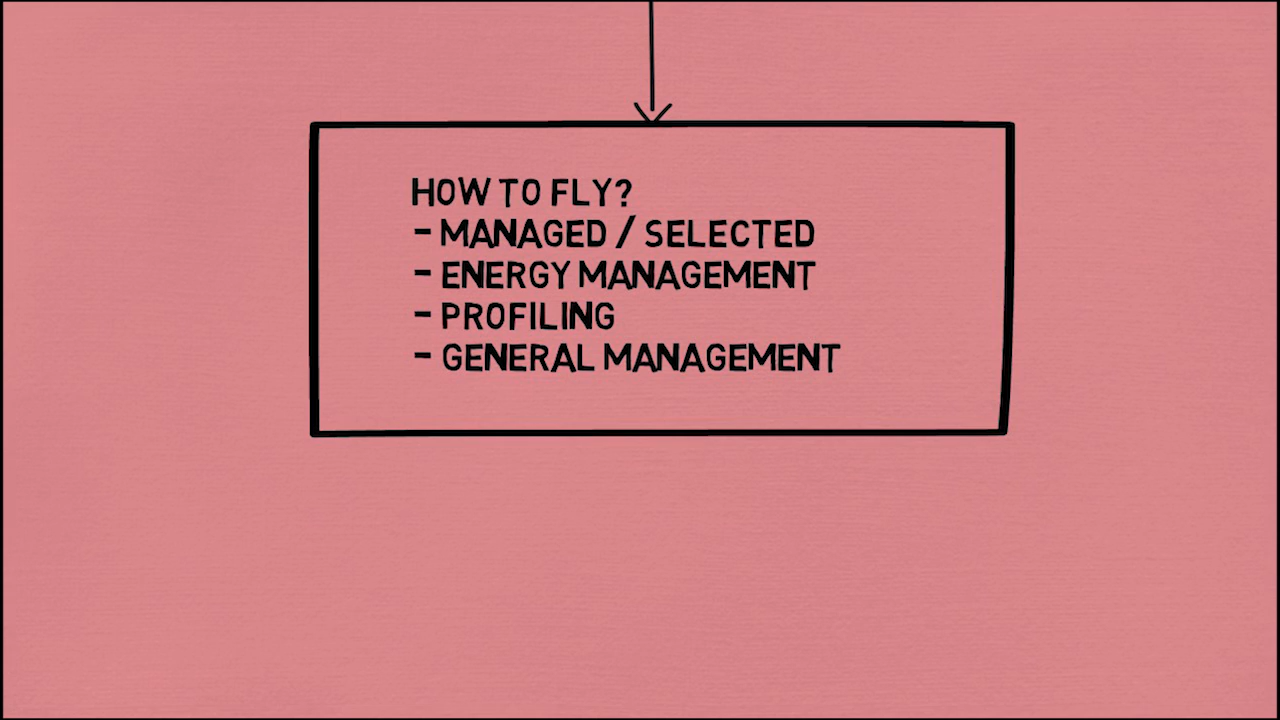 HOW TO FLY?
- MANAGED / SELECTED
- ENERGY MANAGEMENT
- PROFILING
- GENERAL MANAGEMENT